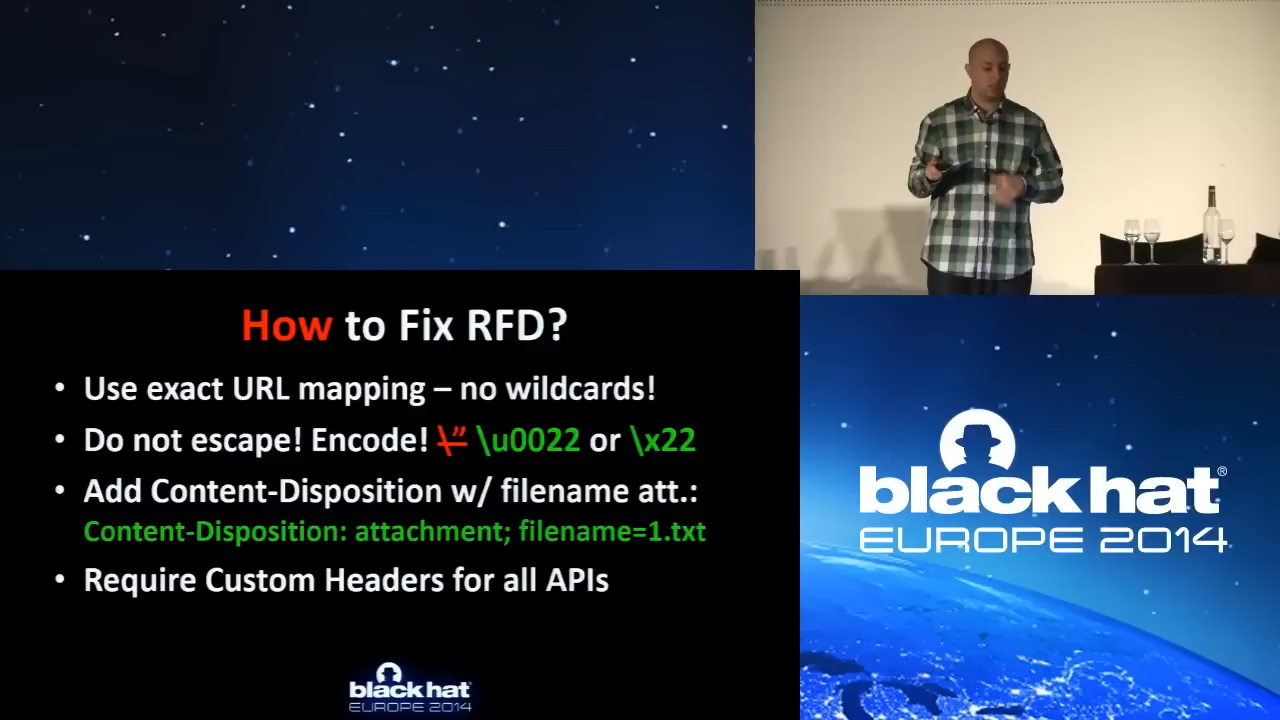 How to Fix RFD?
• Use exact URL mapping – no wildcards!
• Do not escape! Encode! \” \u0022 or \x22
• Add Content-Disposition w/ filename att.:
Content-Disposition: attachment; filename=1.txt
• Require Custom Headers for all APIs
black hat
EUROPE 2014
black hat®
EUROPE 2014